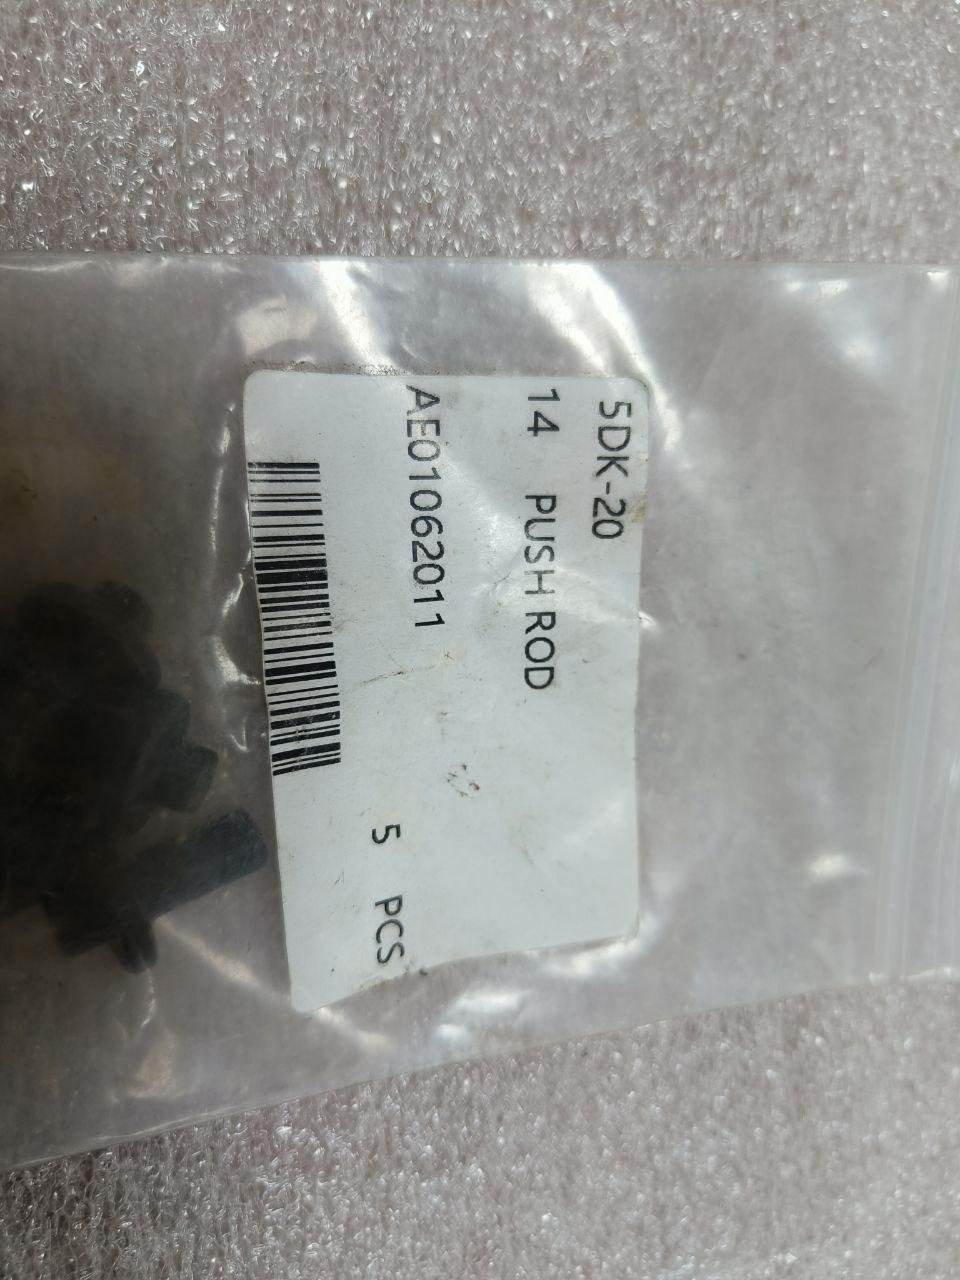 5DK-20
14 PUSH ROD
AE01062011
5 PCS